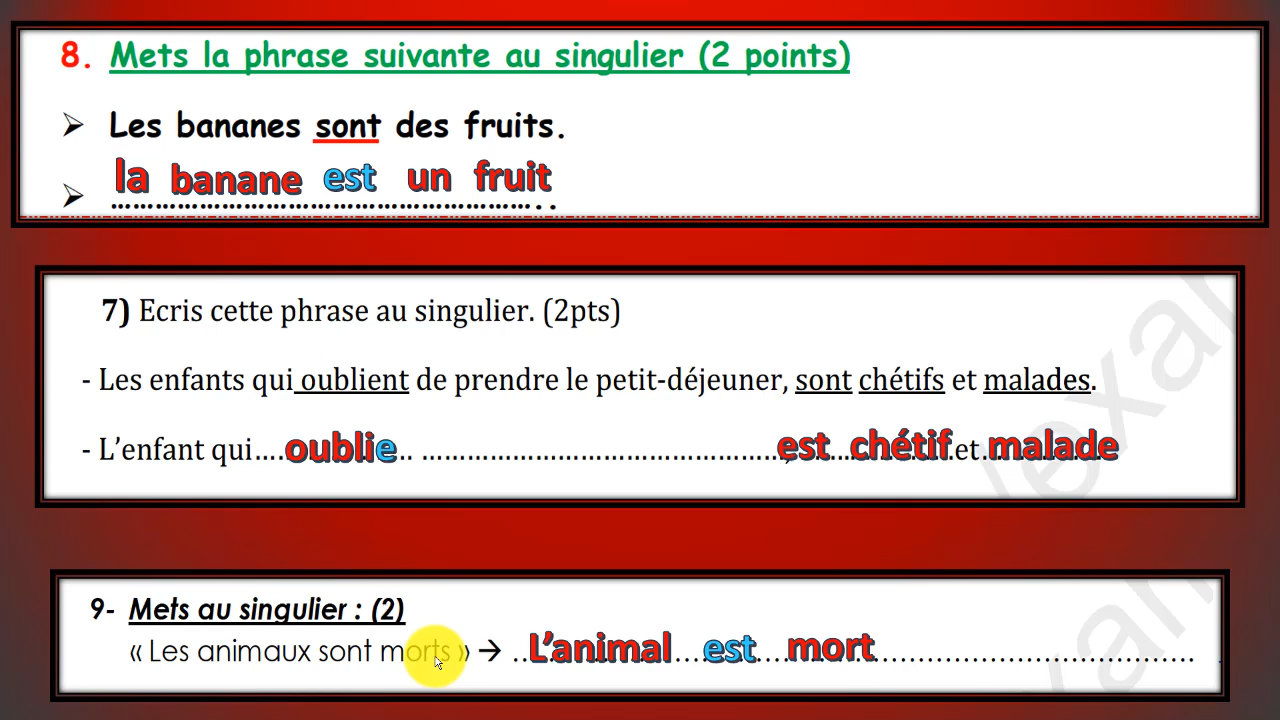 8. Mets la phrase suivante au singulier (2 points)
➢ Les bananes sont des fruits.
➢ la banane est un fruit
………………………………………………..
7) Ecris cette phrase au singulier. (2pts)
- Les enfants qui oublient de prendre le petit-déjeuner, sont chétifs et malades.
- L’enfant qui…. oublie .. ……………………………………, est chétif et malade
9- Mets au singulier : (2)
« Les animaux sont morts » → .. L’animal …. est …. mort ……………………………………